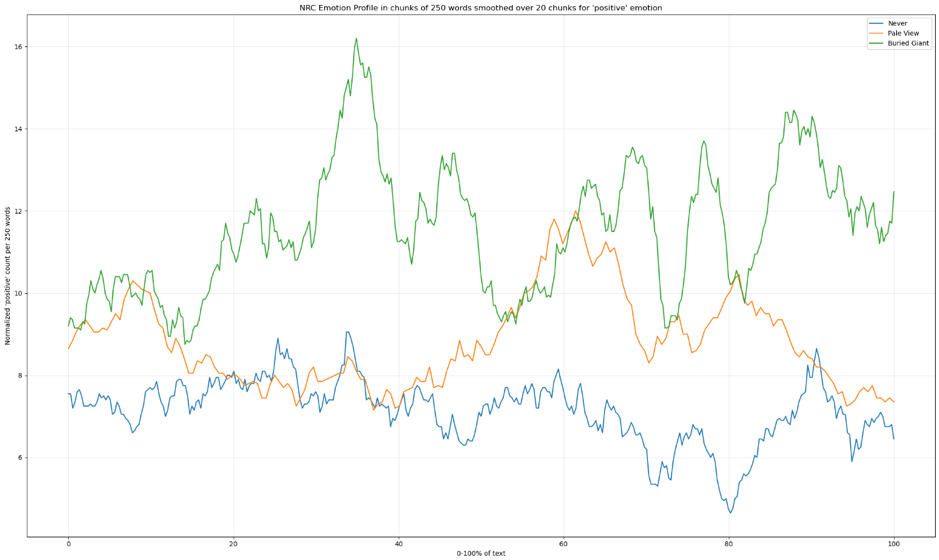 NRC Emotion Profile in chunks of 250 words smoothed over 20 chunks for 'positive' emotion
Never
Pale View
Buried Giant
Normalized 'positive' count per 250 words
16
14
12
10
8
6
0 20 40 60 80 100
0-100% of text